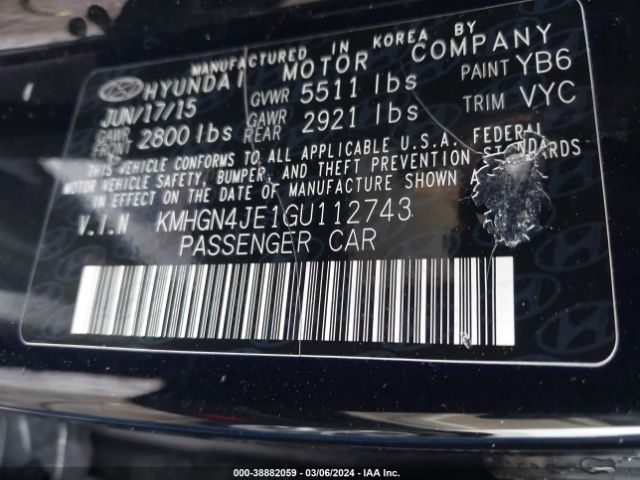 MANUFACTURED IN KOREA BY
HYUNDAI MOTOR COMPANY
JUN/17/15 GVWR 5511 lbs PAINT YB6
GAWR FRONT 2800 lbs GAWR REAR 2921 lbs TRIM VYC
THIS VEHICLE CONFORMS TO ALL APPLICABLE U.S.A. FEDERAL
MOTOR VEHICLE SAFETY, BUMPER, AND THEFT PREVENTION STANDARDS
IN EFFECT ON THE DATE OF MANUFACTURE SHOWN A
V.I.N KMHGN4JE1GU112743
PASSENGER CAR
000-38882059 - 03/06/2024 - IAA Inc.